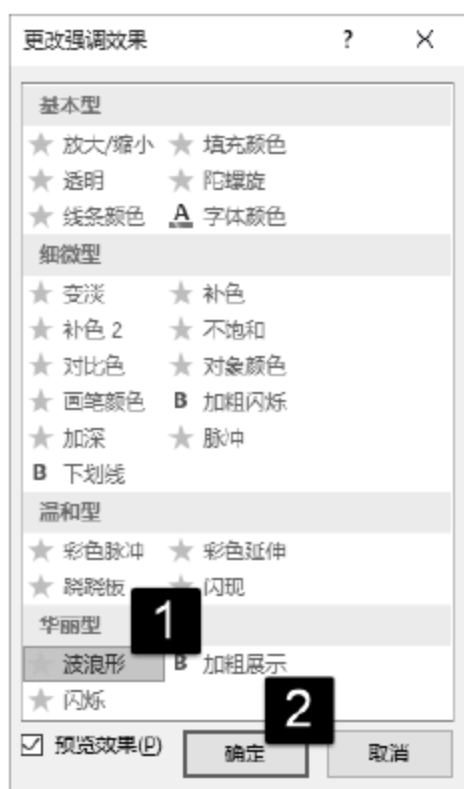 更改强调效果 ? ×
基本型
放大/缩小 填充颜色
透明 陀螺旋
线条颜色 A 字体颜色
细微型
变淡 补色
补色 2 不饱和
对比色 对象颜色
画笔颜色 B 加粗闪烁
加深 脉冲
B 下划线
温和型
彩色脉冲 彩色延伸
跷跷板 闪现
华丽型 1
波浪形 B 加粗展示
闪烁 2
预览效果(P) 确定 取消